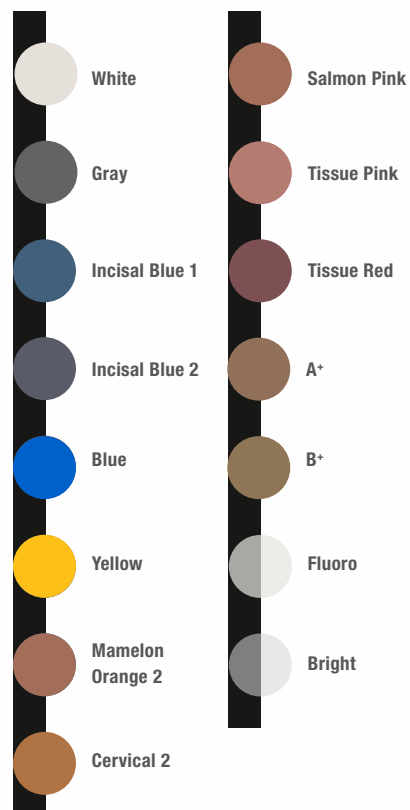 White
Gray
Incisal Blue 1
Incisal Blue 2
Blue
Yellow
Mamelon
Orange 2
Cervical 2
Salmon Pink
Tissue Pink
Tissue Red
A⁺
B⁺
Fluoro
Bright